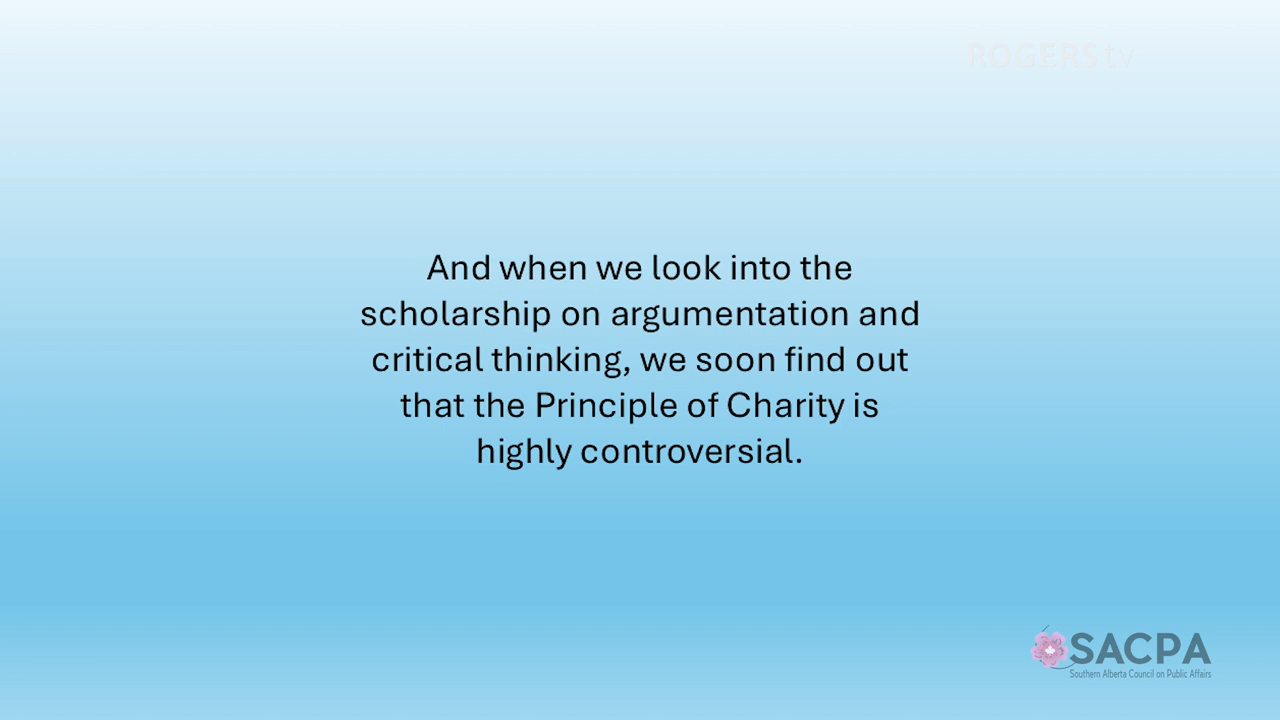 ROGERS tv
And when we look into the
scholarship on argumentation and
critical thinking, we soon find out
that the Principle of Charity is
highly controversial.
SACPA
Southern Alberta Council on Public Affairs